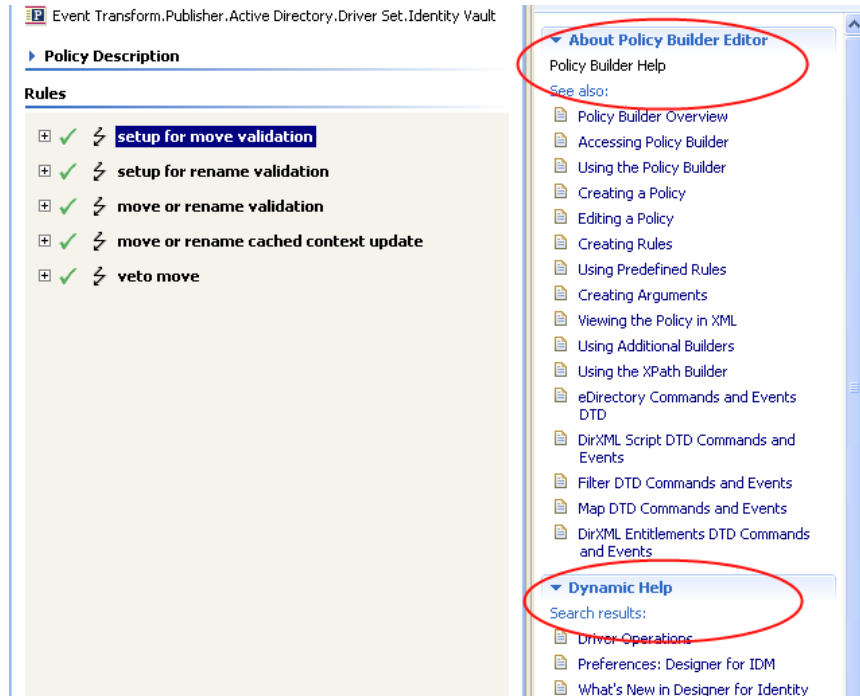 Event Transform.Publisher.Active Directory.Driver Set.Identity Vault
Policy Description
Rules
setup for move validation
setup for rename validation
move or rename validation
move or rename cached context update
veto move
About Policy Builder Editor
Policy Builder Help
See also:
Policy Builder Overview
Accessing Policy Builder
Using the Policy Builder
Creating a Policy
Editing a Policy
Creating Rules
Using Predefined Rules
Creating Arguments
Viewing the Policy in XML
Using Additional Builders
Using the XPath Builder
eDirectory Commands and Events
DTD
DirXML Script DTD Commands and
Events
Filter DTD Commands and Events
Map DTD Commands and Events
DirXML Entitlements DTD Commands
and Events
Dynamic Help
Search results:
Driver Operations
Preferences: Designer for IDM
What's New in Designer for Identity